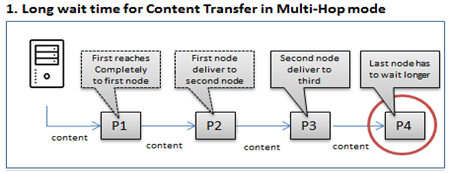 1. Long wait time for Content Transfer in Multi-Hop mode
First reaches
Completely
to first node
First node
deliver to
second node
Second node
deliver to
third
Last node has
to wait longer
P1
P2
P3
P4
content
content
content
content